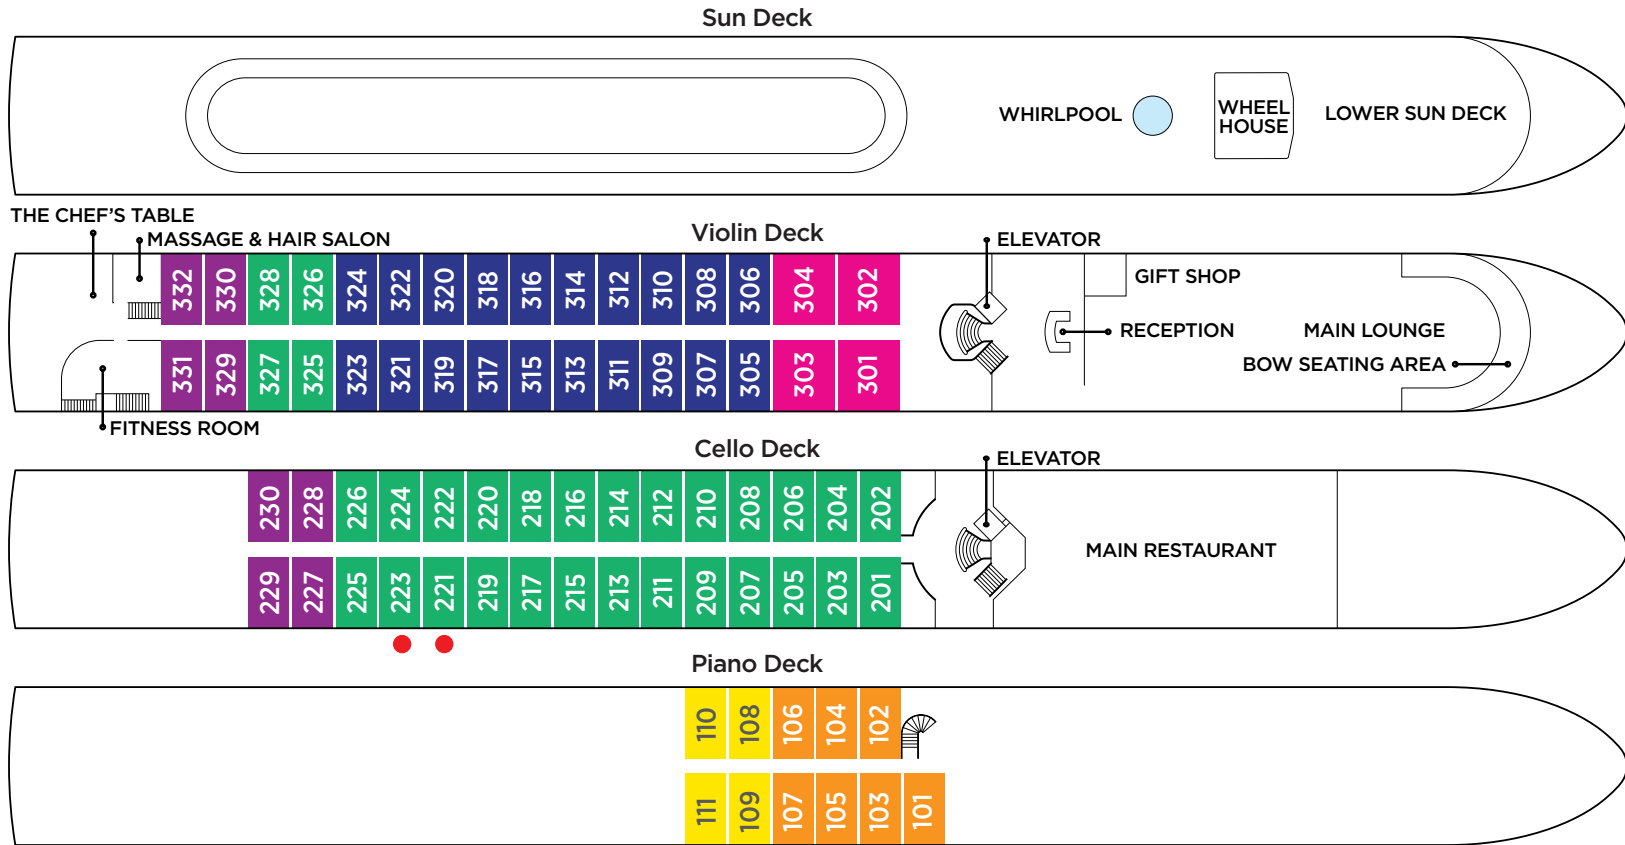 Sun Deck
WHIRLPOOL
WHEEL
HOUSE
LOWER SUN DECK
THE CHEF'S TABLE
MASSAGE & HAIR SALON
Violin Deck
ELEVATOR
332 330 328 326 324 322 320 318 316 314 312 310 308 306 304 302
GIFT SHOP
RECEPTION
MAIN LOUNGE
BOW SEATING AREA
331 329 327 325 323 321 319 317 315 313 311 309 307 305 303 301
FITNESS ROOM
Cello Deck
ELEVATOR
230 228 226 224 222 220 218 216 214 212 210 208 206 204 202
MAIN RESTAURANT
229 227 225 223 221 219 217 215 213 211 209 207 205 203 201
Piano Deck
110 108 106 104 102
111 109 107 105 103 101